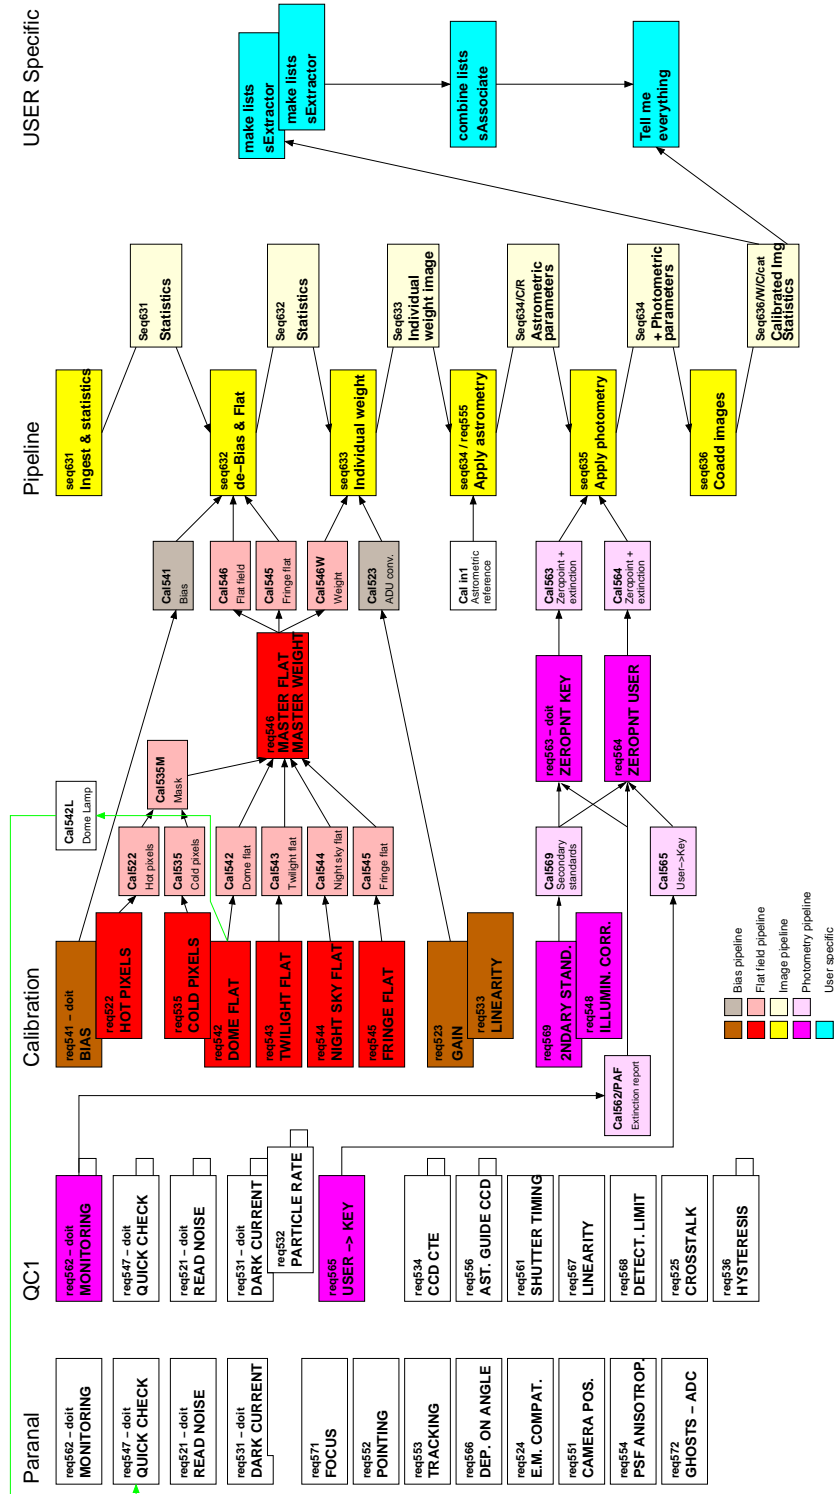 Paranal
req562 – doit
MONITORING
req547 – doit
QUICK CHECK
req521 – doit
READ NOISE
req531 – doit
DARK CURRENT
req571
FOCUS
req552
POINTING
req553
TRACKING
req566
DEP. ON ANGLE
req524
E.M. COMPAT.
req551
CAMERA POS.
req554
PSF ANISOTROP.
req572
GHOSTS – ADC
QC1
req562 – doit
MONITORING
req547 – doit
QUICK CHECK
req521 – doit
READ NOISE
req531 – doit
DARK CURRENT
req532
PARTICLE RATE
req565
USER –> KEY
req534
CCD CTE
req556
AST. GUIDE CCD
req561
SHUTTER TIMING
req567
LINEARITY
req568
DETECT. LIMIT
req525
CROSSTALK
req536
HYSTERESIS
Calibration
req541 – doit
BIAS
req522
HOT PIXELS
req535
COLD PIXELS
req542
DOME FLAT
req543
TWILIGHT FLAT
req544
NIGHT SKY FLAT
req545
FRINGE FLAT
req523
GAIN
req533
LINEARITY
req569
2NDARY STAND.
req548
ILLUMIN. CORR.
Cal562/PAF
Extinction report
Cal542L
Dome Lamp
Cal522
Hot pixels
Cal535
Cold pixels
Cal535M
Mask
Cal542
Dome flat
Cal543
Twilight flat
Cal544
Night sky flat
Cal545
Fringe flat
Cal569
Secondary
standards
Cal565
User–>Key
req546
MASTER FLAT
MASTER WEIGHT
req563 – doit
ZEROPNT KEY
req564
ZEROPNT USER
Cal541
Bias
Cal546
Flat field
Cal545
Fringe flat
Cal546W
Weight
Cal523
ADU conv.
Cal in1
Astrometric
reference
Cal563
Zeropoint +
extinction
Cal564
Zeropoint +
extinction
Pipeline
seq631
Ingest & statistics
seq632
de–Bias & Flat
seq633
Individual weight
seq634 / req555
Apply astrometry
seq635
Apply photometry
seq636
Coadd images
Seq631
Statistics
Seq632
Statistics
Seq633
Individual
weight image
Seq634/C/R
Astrometric
parameters
Seq634
+ Photometric
parameters
Seq636/W/C/cat
Calibrated Img
Statistics
USER Specific
make lists
sExtractor
make lists
sExtractor
combine lists
sAssociate
Tell me
everything
Bias pipeline
Flat field pipeline
Image pipeline
Photometry pipeline
User specific